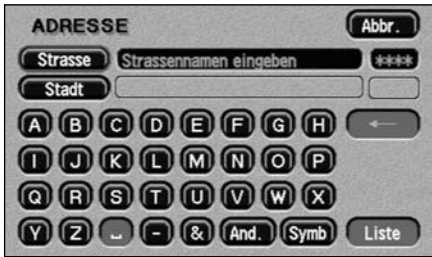 ADRESSE Abbr.
Strasse Strassennamen eingeben ****
Stadt
A B C D E F G H ←
I J K L M N O P
Q R S T U V W X
Y Z ⎵ - & And. Symb Liste